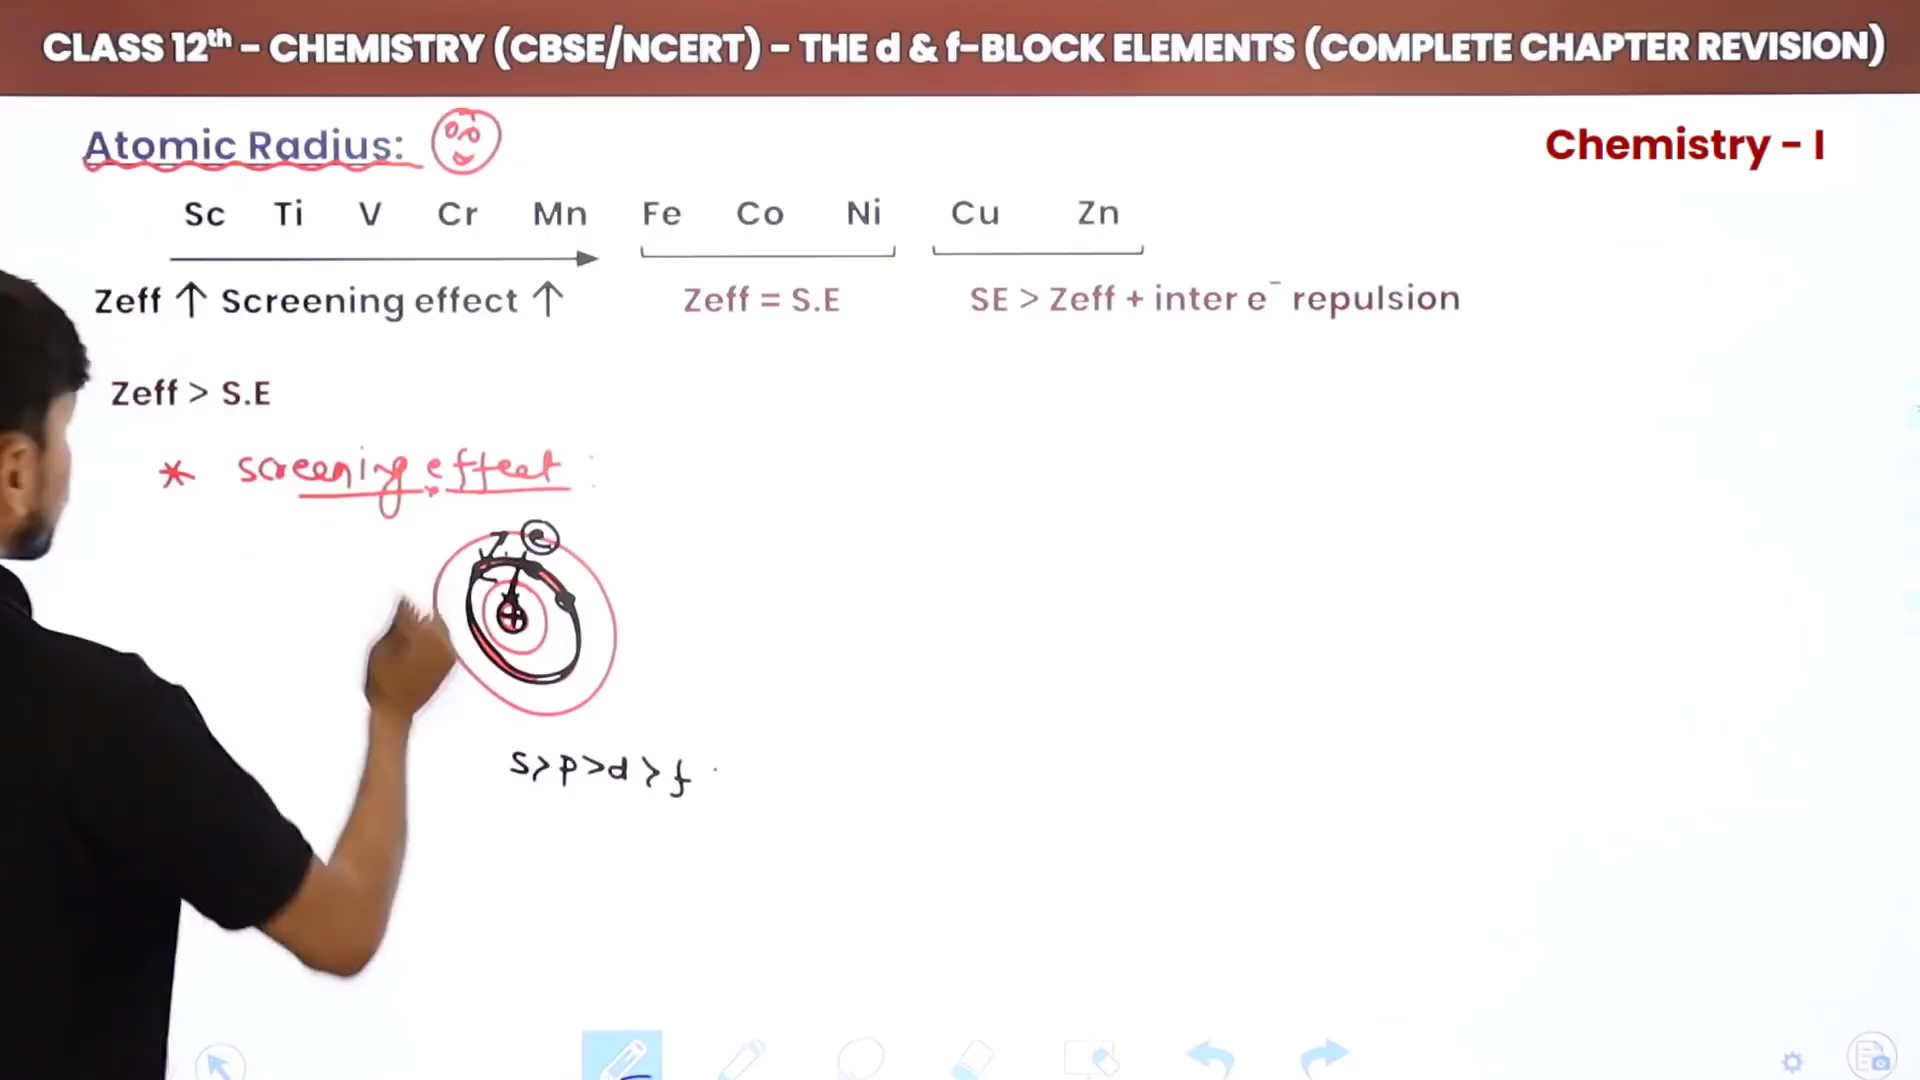 CLASS 12th - CHEMISTRY (CBSE/NCERT) - THE d & f-BLOCK ELEMENTS (COMPLETE CHAPTER REVISION)
Atomic Radius:
Chemistry - I
Sc Ti V Cr Mn Fe Co Ni Cu Zn
Zeff ↑ Screening effect ↑ Zeff = S.E SE > Zeff + inter e⁻ repulsion
Zeff > S.E
* screening effect :
+
s > p > d > f